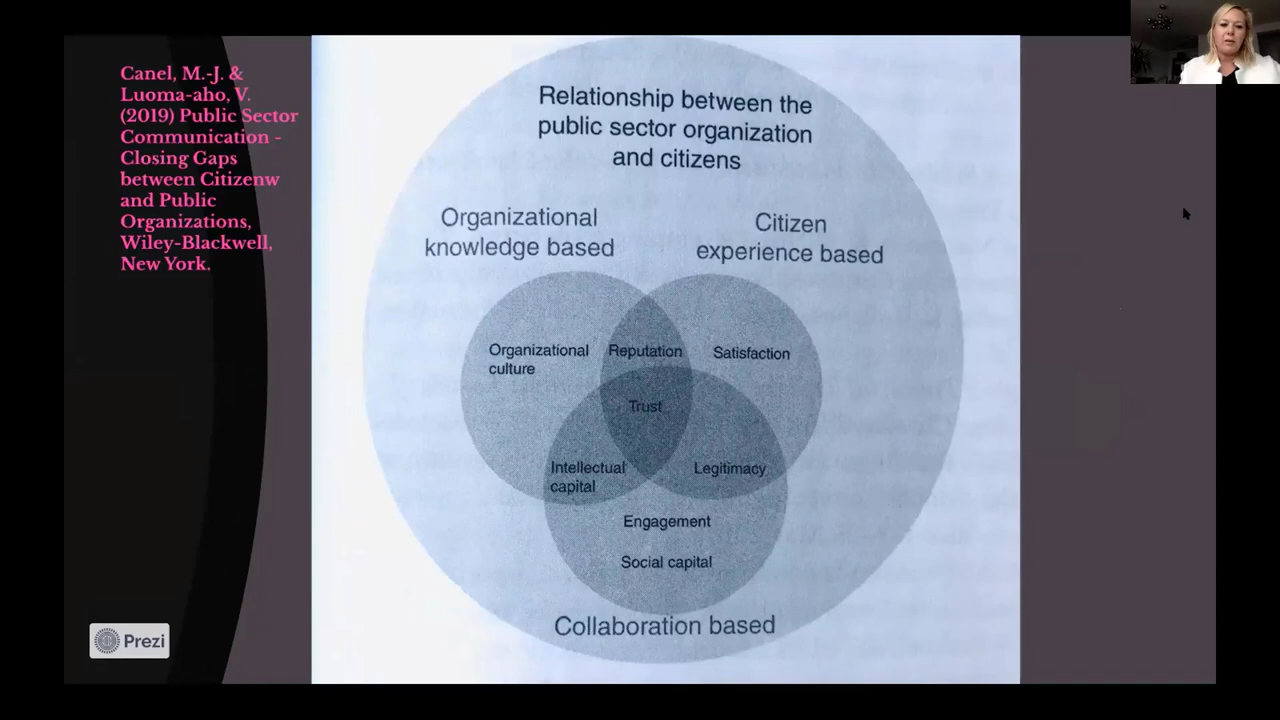 Canel, M.-J. &
Luoma-aho, V.
(2019) Public Sector
Communication -
Closing Gaps
between Citizenw
and Public
Organizations,
Wiley-Blackwell,
New York.
Relationship between the
public sector organization
and citizens
Organizational
knowledge based
Citizen
experience based
Organizational
culture
Reputation
Satisfaction
Trust
Intellectual
capital
Legitimacy
Engagement
Social capital
Collaboration based
Prezi